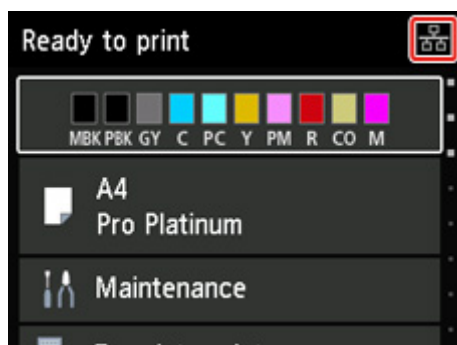 Ready to print
MBK PBK GY C PC Y PM R CO M
A4
Pro Platinum
Maintenance